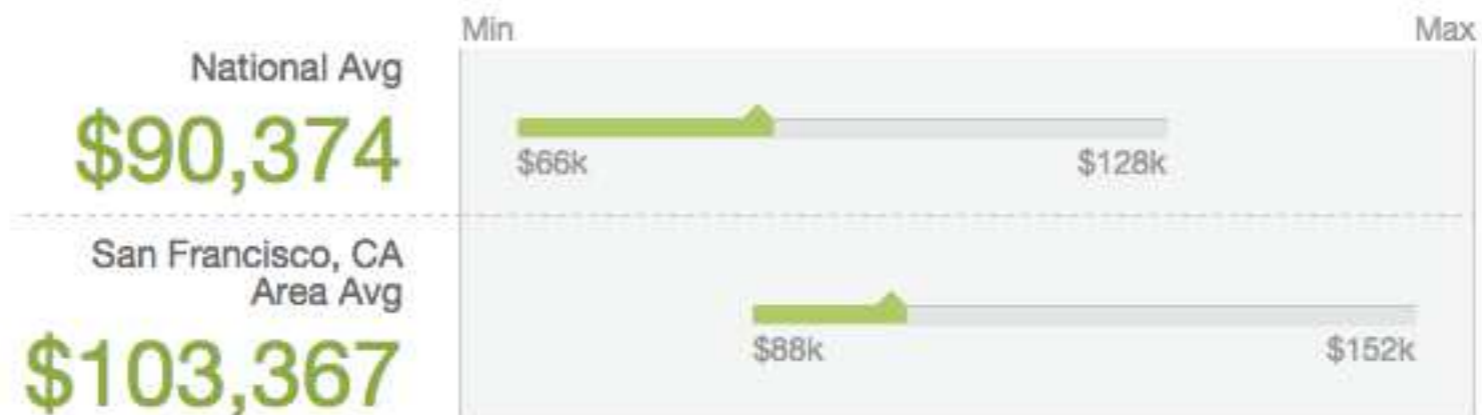 Min
Max
National Avg
$90,374
$66k
$128k
San Francisco, CA
Area Avg
$103,367
$88k
$152k